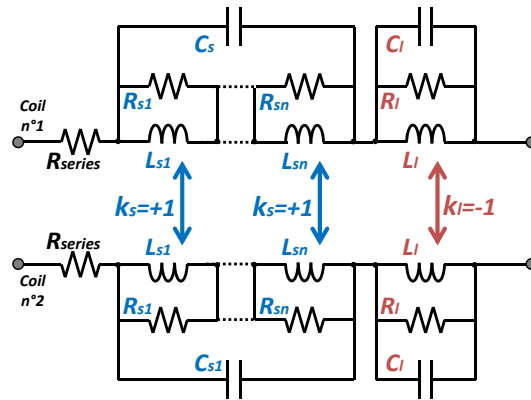 Cs Cl
Rs1 Rsn Rl
Coil
n°1
Rseries Ls1 Lsn Ll
ks=+1 ks=+1 kl=-1
Rseries Ls1 Lsn Ll
Coil
n°2
Rs1 Rsn Rl
Cs1 Cl